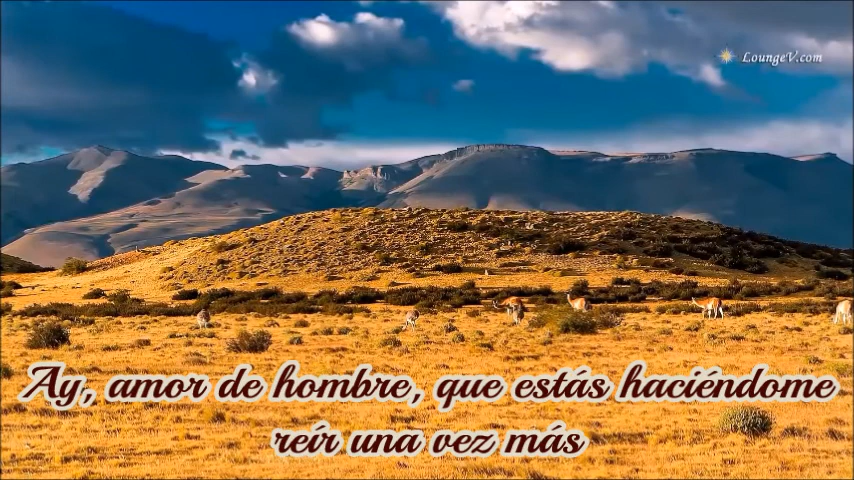 LoungeV.com
Ay, amor de hombre, que estás haciéndome
reír una vez más